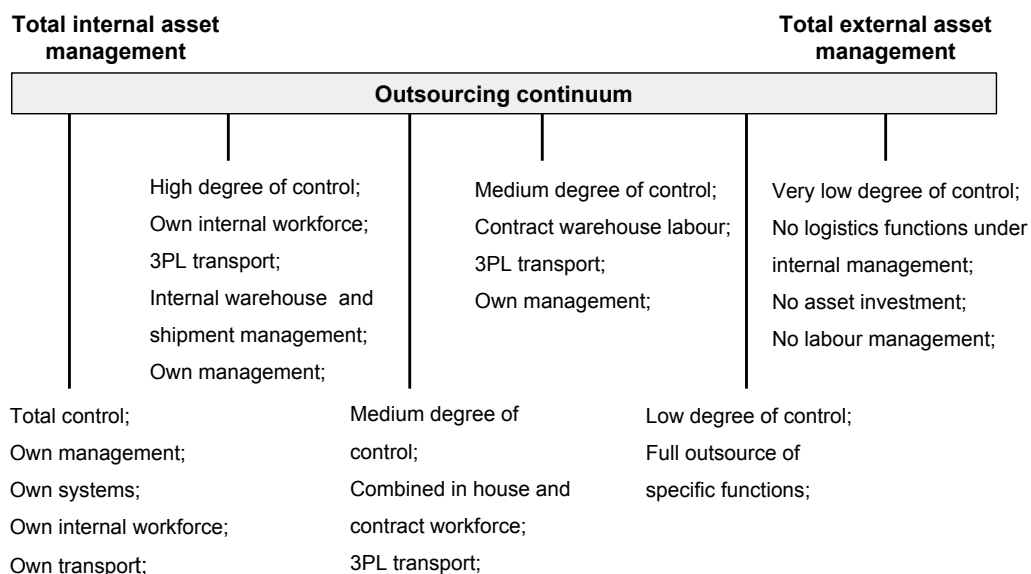 Total internal asset
management
Total external asset
management
Outsourcing continuum
High degree of control;
Own internal workforce;
3PL transport;
Internal warehouse and
shipment management;
Own management;
Medium degree of control;
Contract warehouse labour;
3PL transport;
Own management;
Very low degree of control;
No logistics functions under
internal management;
No asset investment;
No labour management;
Total control;
Own management;
Own systems;
Own internal workforce;
Own transport;
Medium degree of
control;
Combined in house and
contract workforce;
3PL transport;
Low degree of control;
Full outsource of
specific functions;